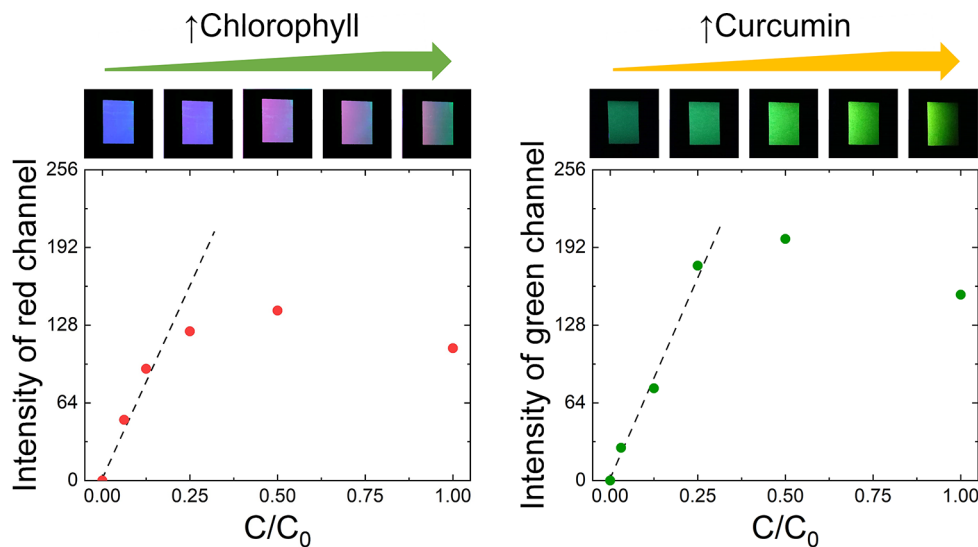 ↑Chlorophyll
Intensity of red channel
256
192
128
64
0
0.00 0.25 0.50 0.75 1.00
C/C₀
↑Curcumin
Intensity of green channel
256
192
128
64
0
0.00 0.25 0.50 0.75 1.00
C/C₀